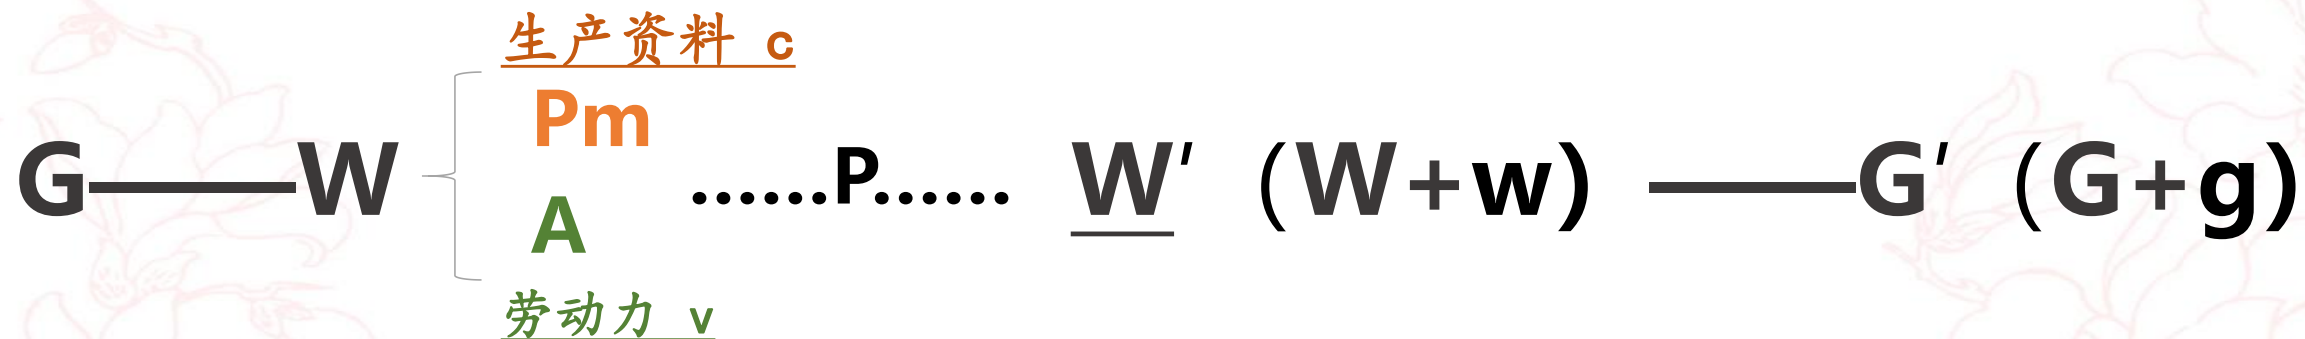 生产资料 c
Pm
G——W ......P...... W′ (W+w) ——G′ (G+g)
A
劳动力 v